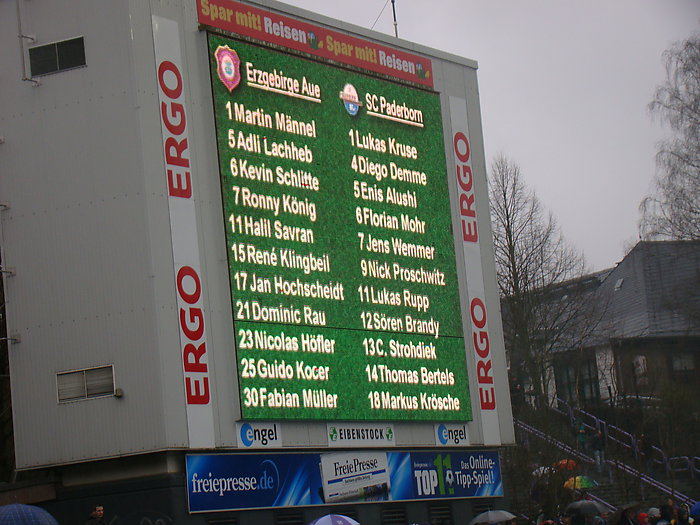 Spar mit! Reisen Spar mit! Reisen
ERGO
ERGO
ERGO
ERGO
Erzgebirge Aue
1 Martin Männel
5 Adli Lachheb
6 Kevin Schlitte
7 Ronny König
11 Halil Savran
15 René Klingbeil
17 Jan Hochscheidt
21 Dominic Rau
23 Nicolas Höfler
25 Guido Kocer
30 Fabian Müller
SC Paderborn
1 Lukas Kruse
4 Diego Demme
5 Enis Alushi
6 Florian Mohr
7 Jens Wemmer
9 Nick Proschwitz
11 Lukas Rupp
12 Sören Brandy
13 C. Strohdiek
14 Thomas Bertels
18 Markus Krösche
engel EIBENSTOCK engel
freiepresse.de
FREIE PRESSE
TOP 11
Das Online-
Tipp-Spiel!